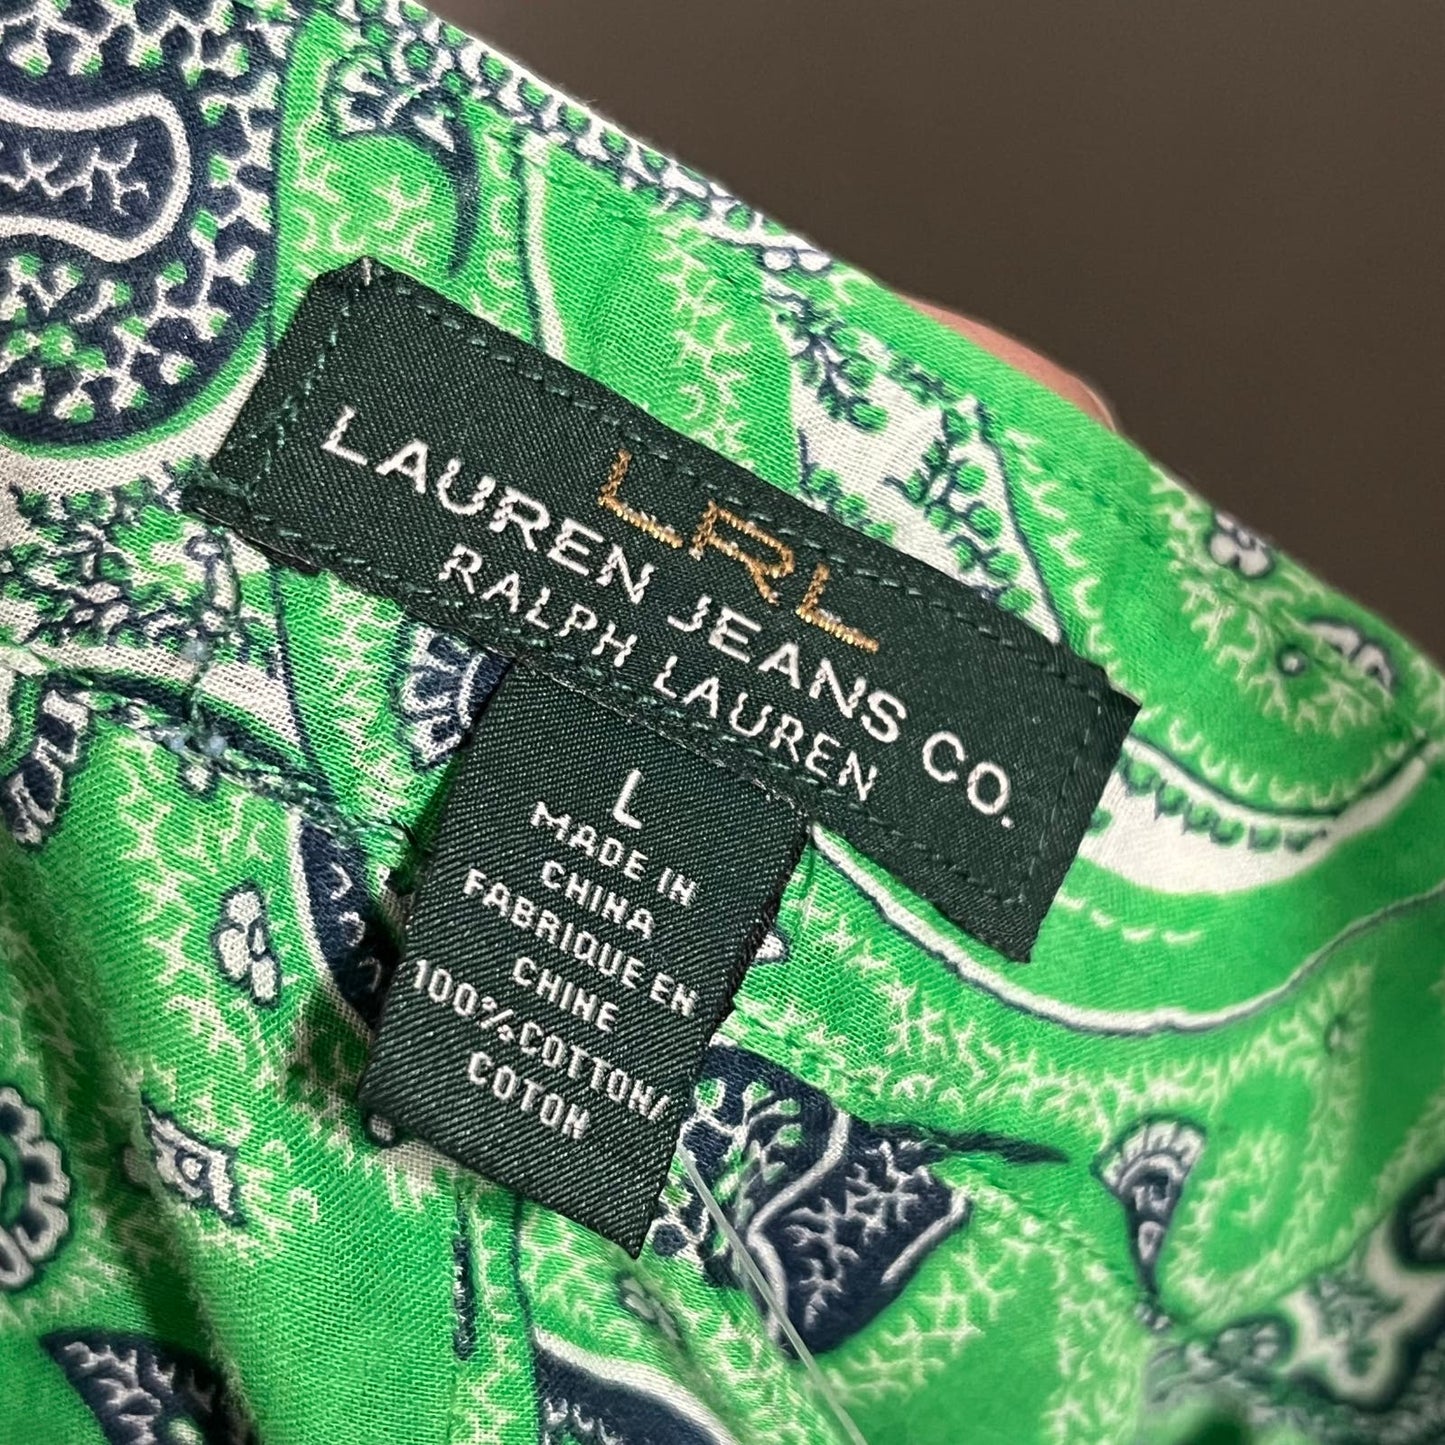 LRL
LAUREN JEANS CO.
RALPH LAUREN
L
MADE IN
CHINA
FABRIQUE EN
CHINE
100% COTTON/
COTON